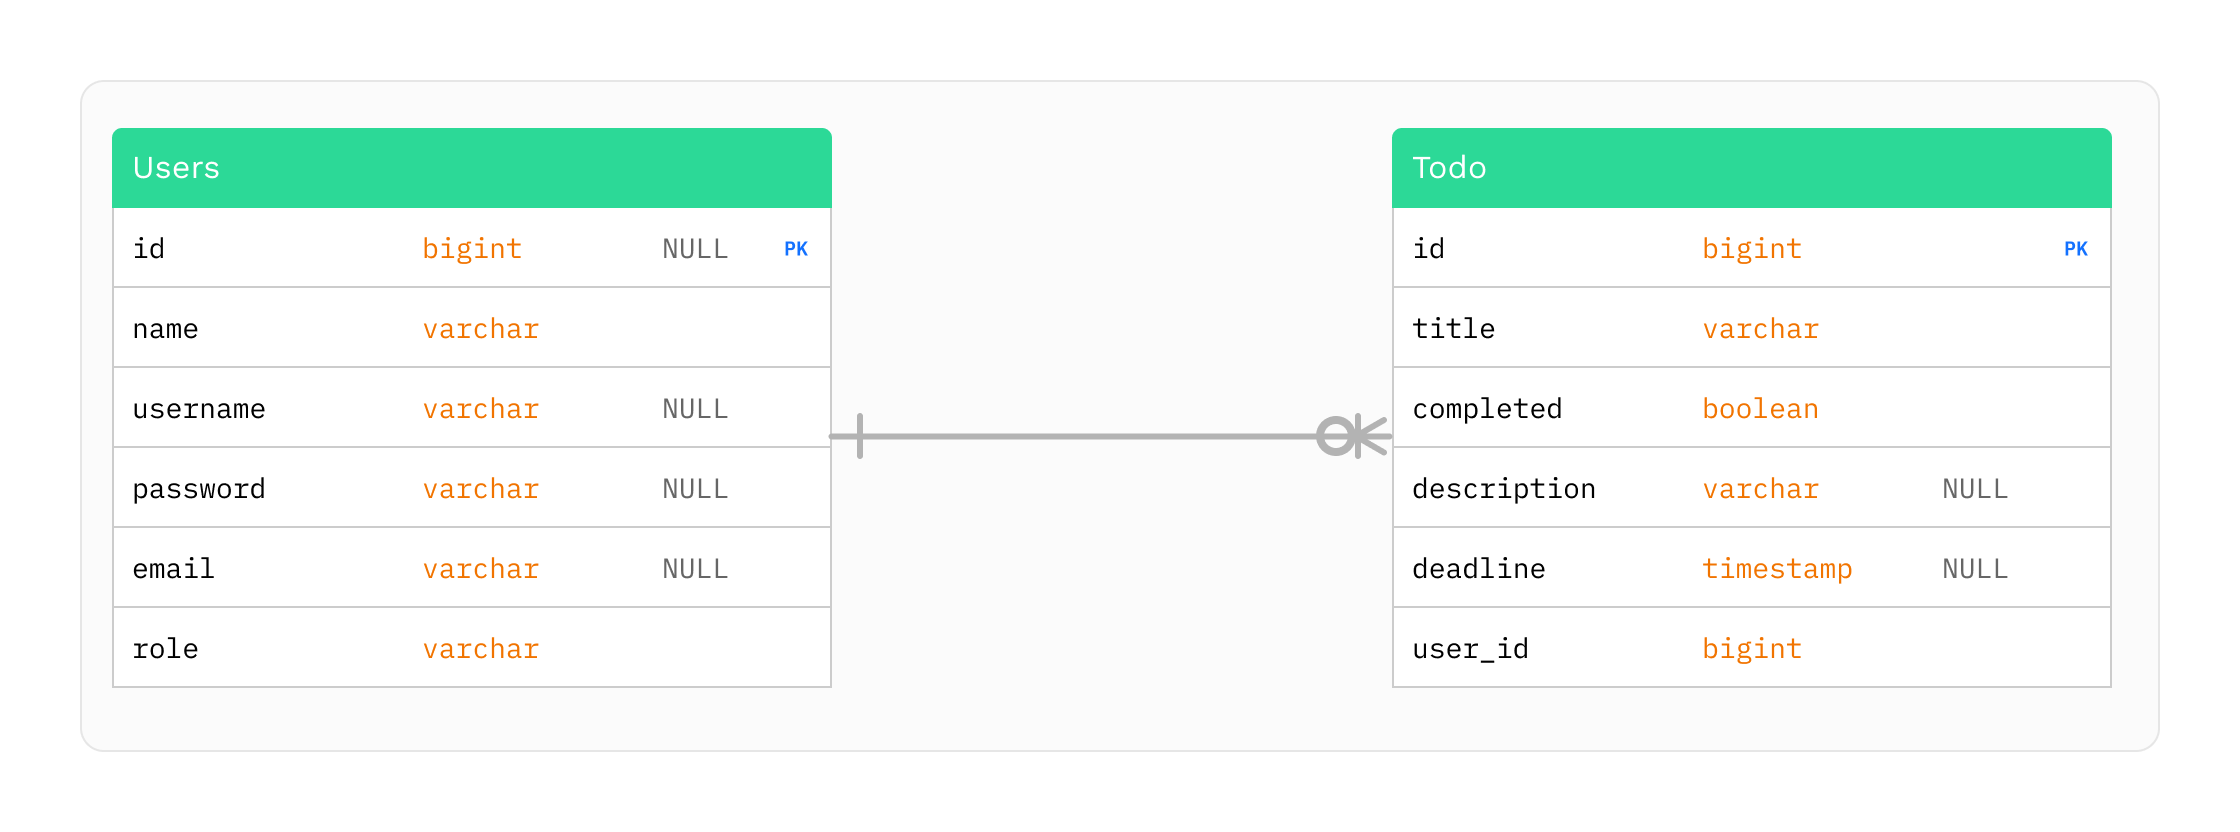 Users
id bigint NULL PK
name varchar
username varchar NULL
password varchar NULL
email varchar NULL
role varchar
Todo
id bigint PK
title varchar
completed boolean
description varchar NULL
deadline timestamp NULL
user_id bigint